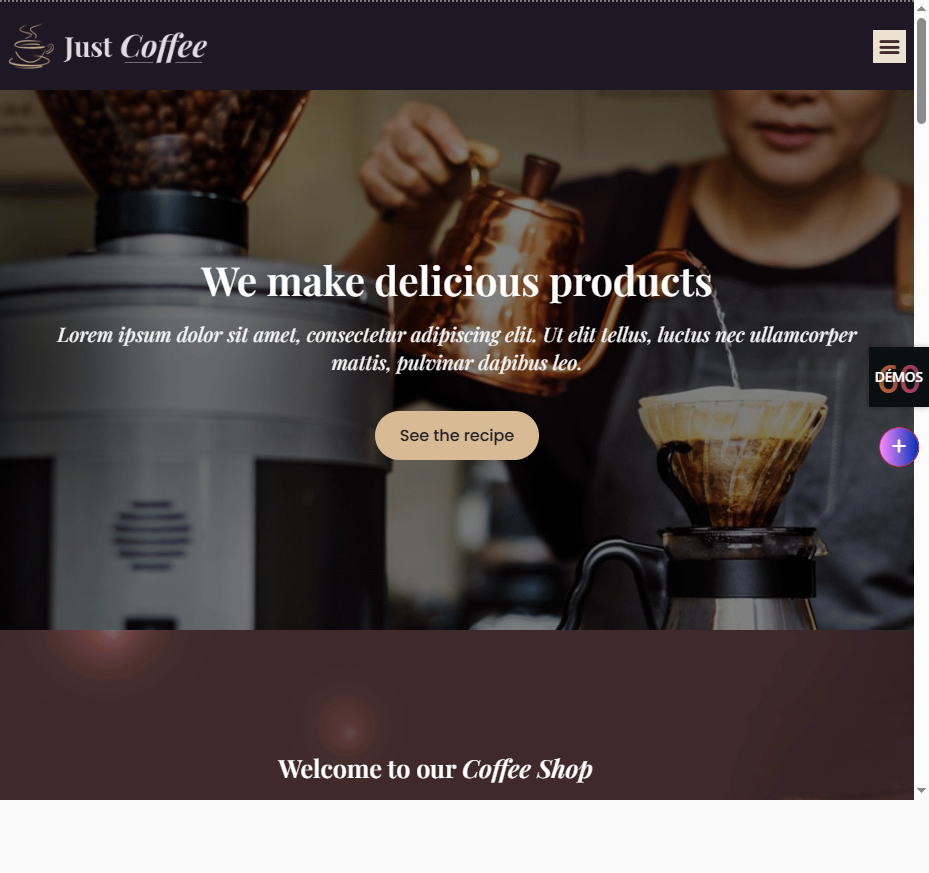 Just Coffee
We make delicious products
Lorem ipsum dolor sit amet, consectetur adipiscing elit. Ut elit tellus, luctus nec ullamcorper
mattis, pulvinar dapibus leo.
DÉMOS
See the recipe
+
Welcome to our Coffee Shop